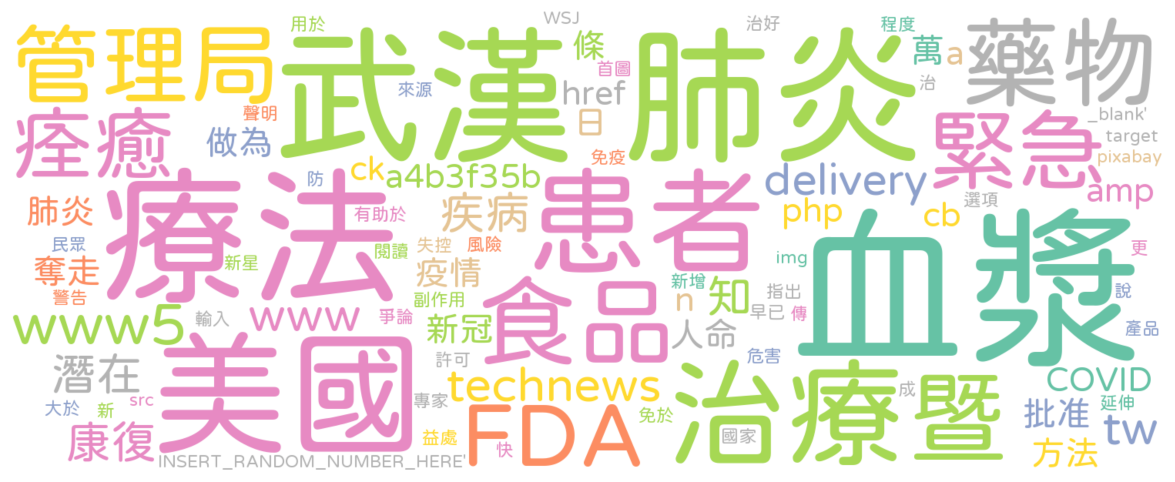 WSJ
用於
治好
程度
管理局
武漢肺炎
條
首圖
萬
a
藥物
來源
href
治
聲明
日
_blank'
痊癒
做為
緊急
target
免疫
pixabay
ck
a4b3f35b
防
delivery
amp
療法
患者
疾病
選項
肺炎
有助於
php
cb
血漿
民眾
閱讀
失控
風險
更
奪走
新星
疫情
img
警告
副作用
新增
n
知
指出
說
www5
輸入
www
爭論
新冠
食品
人命
早已
傳
產品
美國
許可
危害
潛在
technews
治療
暨
COVID
src
專家
成
大於
新
FDA
免於
批准
延伸
tw
康復
益處
快
國家
方法
INSERT_RANDOM_NUMBER_HERE'